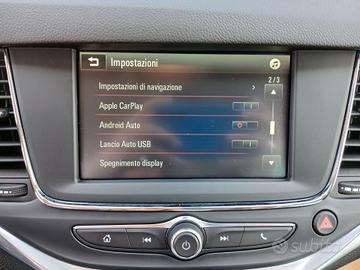 Impostazioni
2/3
Impostazioni di navigazione
Apple CarPlay
Android Auto
Lancio Auto USB
Spegnimento display
subito